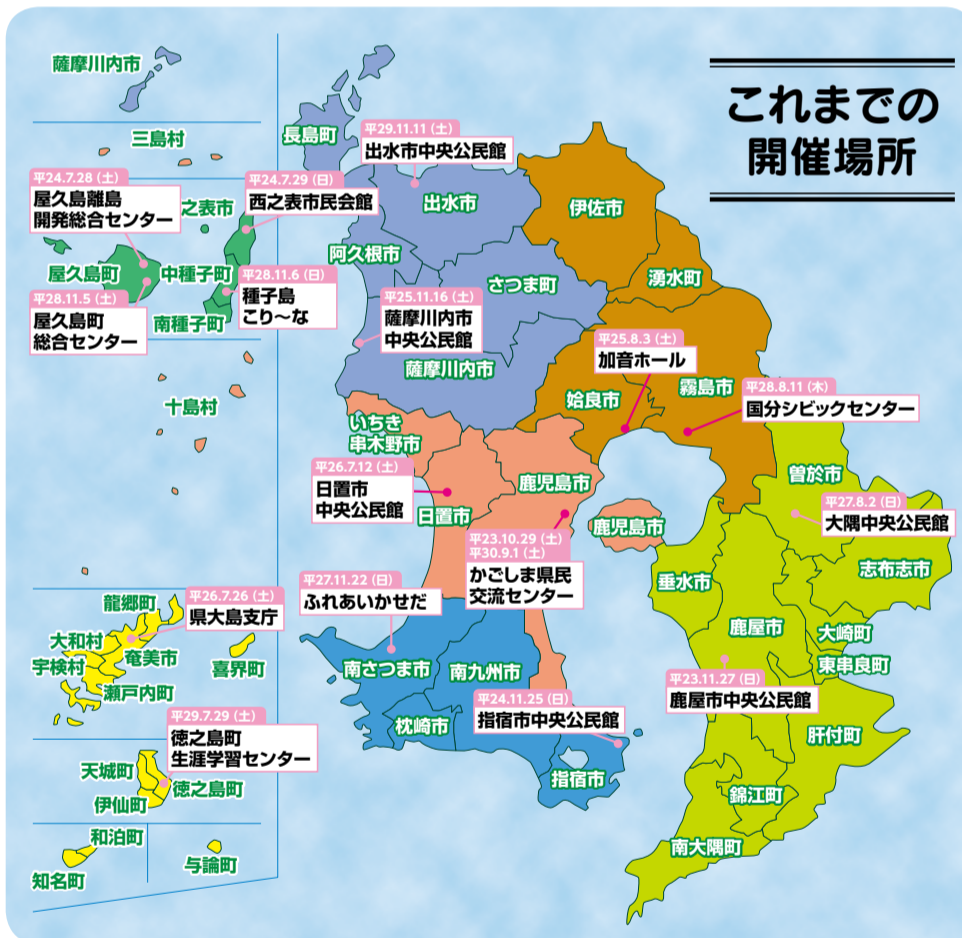 これまでの
開催場所
薩摩川内市
三島村
平24.7.28（土）
屋久島離島
開発総合センター
平24.7.29（日）
西之表市民会館
之表市
屋久島町
中種子町
平28.11.6（日）
種子島
こり～な
平28.11.5（土）
屋久島町
総合センター
南種子町
十島村
長島町
平29.11.11（土）
出水市中央公民館
出水市
阿久根市
伊佐市
湧水町
さつま町
平25.11.16（土）
薩摩川内市
中央公民館
薩摩川内市
平25.8.3（土）
加音ホール
姶良市
霧島市
平28.8.11（木）
国分シビックセンター
いちき
串木野市
平26.7.12（土）
日置市
中央公民館
日置市
鹿児島市
鹿児島市
平23.10.29（土）
平30.9.1（土）
かごしま県民
交流センター
曽於市
平27.8.2（日）
大隅中央公民館
志布志市
垂水市
鹿屋市
大崎町
東串良町
平23.11.27（日）
鹿屋市中央公民館
肝付町
錦江町
南大隅町
平27.11.22（日）
ふれあいかせだ
南さつま市
南九州市
枕崎市
平24.11.25（日）
指宿市中央公民館
指宿市
龍郷町
平26.7.26（土）
県大島支庁
大和村
宇検村
奄美市
瀬戸内町
喜界町
平29.7.29（土）
徳之島町
生涯学習センター
天城町
徳之島町
伊仙町
和泊町
知名町
与論町